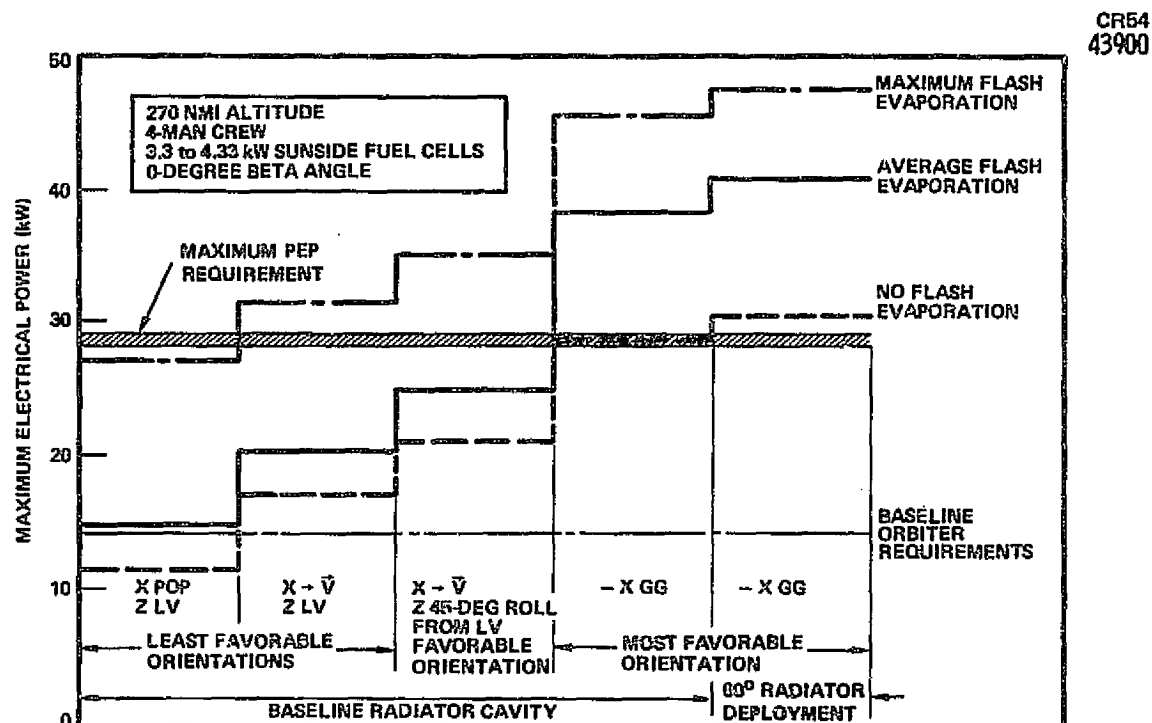 CR54
43900
50
40
30
20
10
0
MAXIMUM ELECTRICAL POWER (kW)
270 NMI ALTITUDE
4-MAN CREW
3.3 to 4.33 kW SUNSIDE FUEL CELLS
0-DEGREE BETA ANGLE
MAXIMUM PEP
REQUIREMENT
MAXIMUM FLASH
EVAPORATION
AVERAGE FLASH
EVAPORATION
NO FLASH
EVAPORATION
BASELINE
ORBITER
REQUIREMENTS
X POP
Z LV
X → V⃗
Z LV
X → V⃗
Z 45-DEG ROLL
FROM LV
FAVORABLE
ORIENTATION
– X GG
– X GG
LEAST FAVORABLE
ORIENTATIONS
MOST FAVORABLE
ORIENTATION
BASELINE RADIATOR CAVITY
RADIATOR
DEPLOYMENT